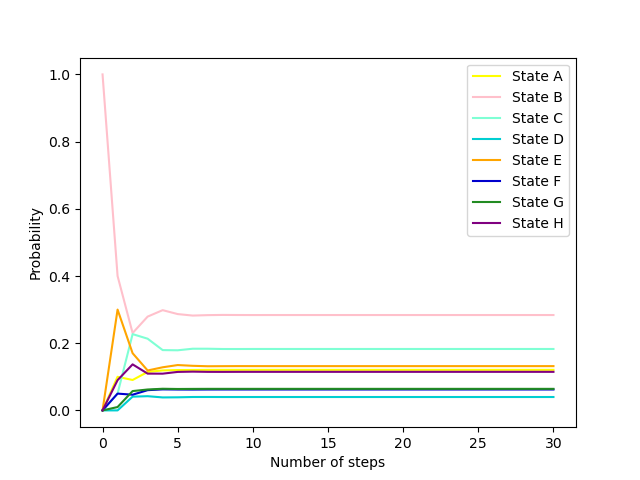 1.0
0.8
0.6
0.4
0.2
0.0
Probability
0 5 10 15 20 25 30
Number of steps
State A
State B
State C
State D
State E
State F
State G
State H